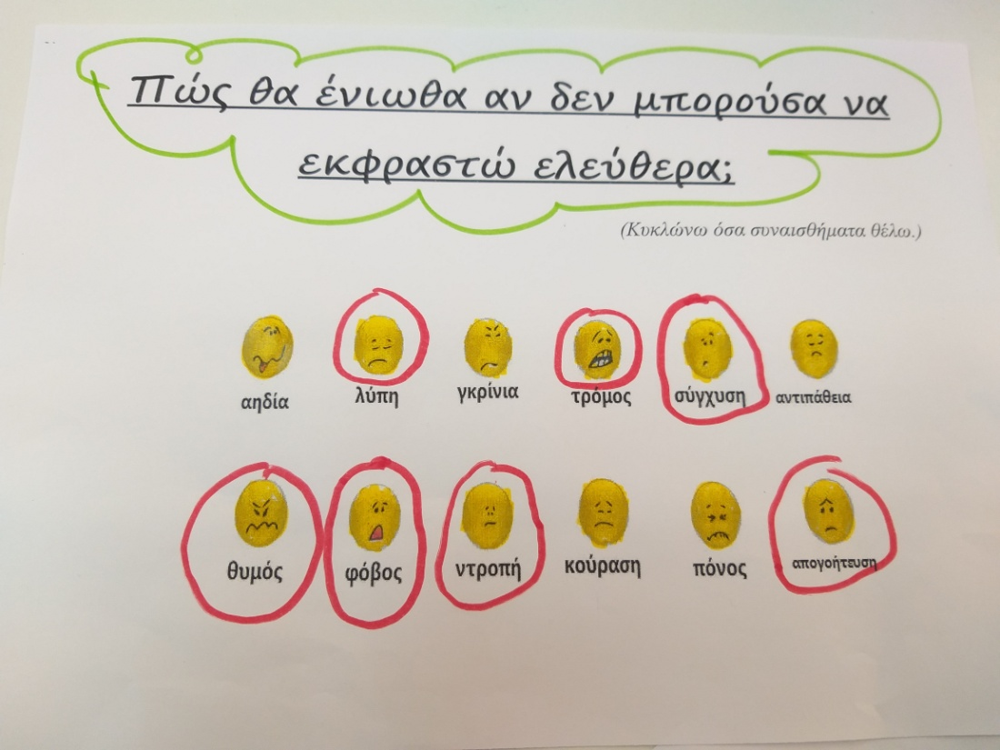 Πώς θα ένιωθα αν δεν μπορούσα να
εκφραστώ ελεύθερα;
(Κυκλώνω όσα συναισθήματα θέλω.)
αηδία λύπη γκρίνια τρόμος σύγχυση αντιπάθεια
θυμός φόβος ντροπή κούραση πόνος απογοήτευση